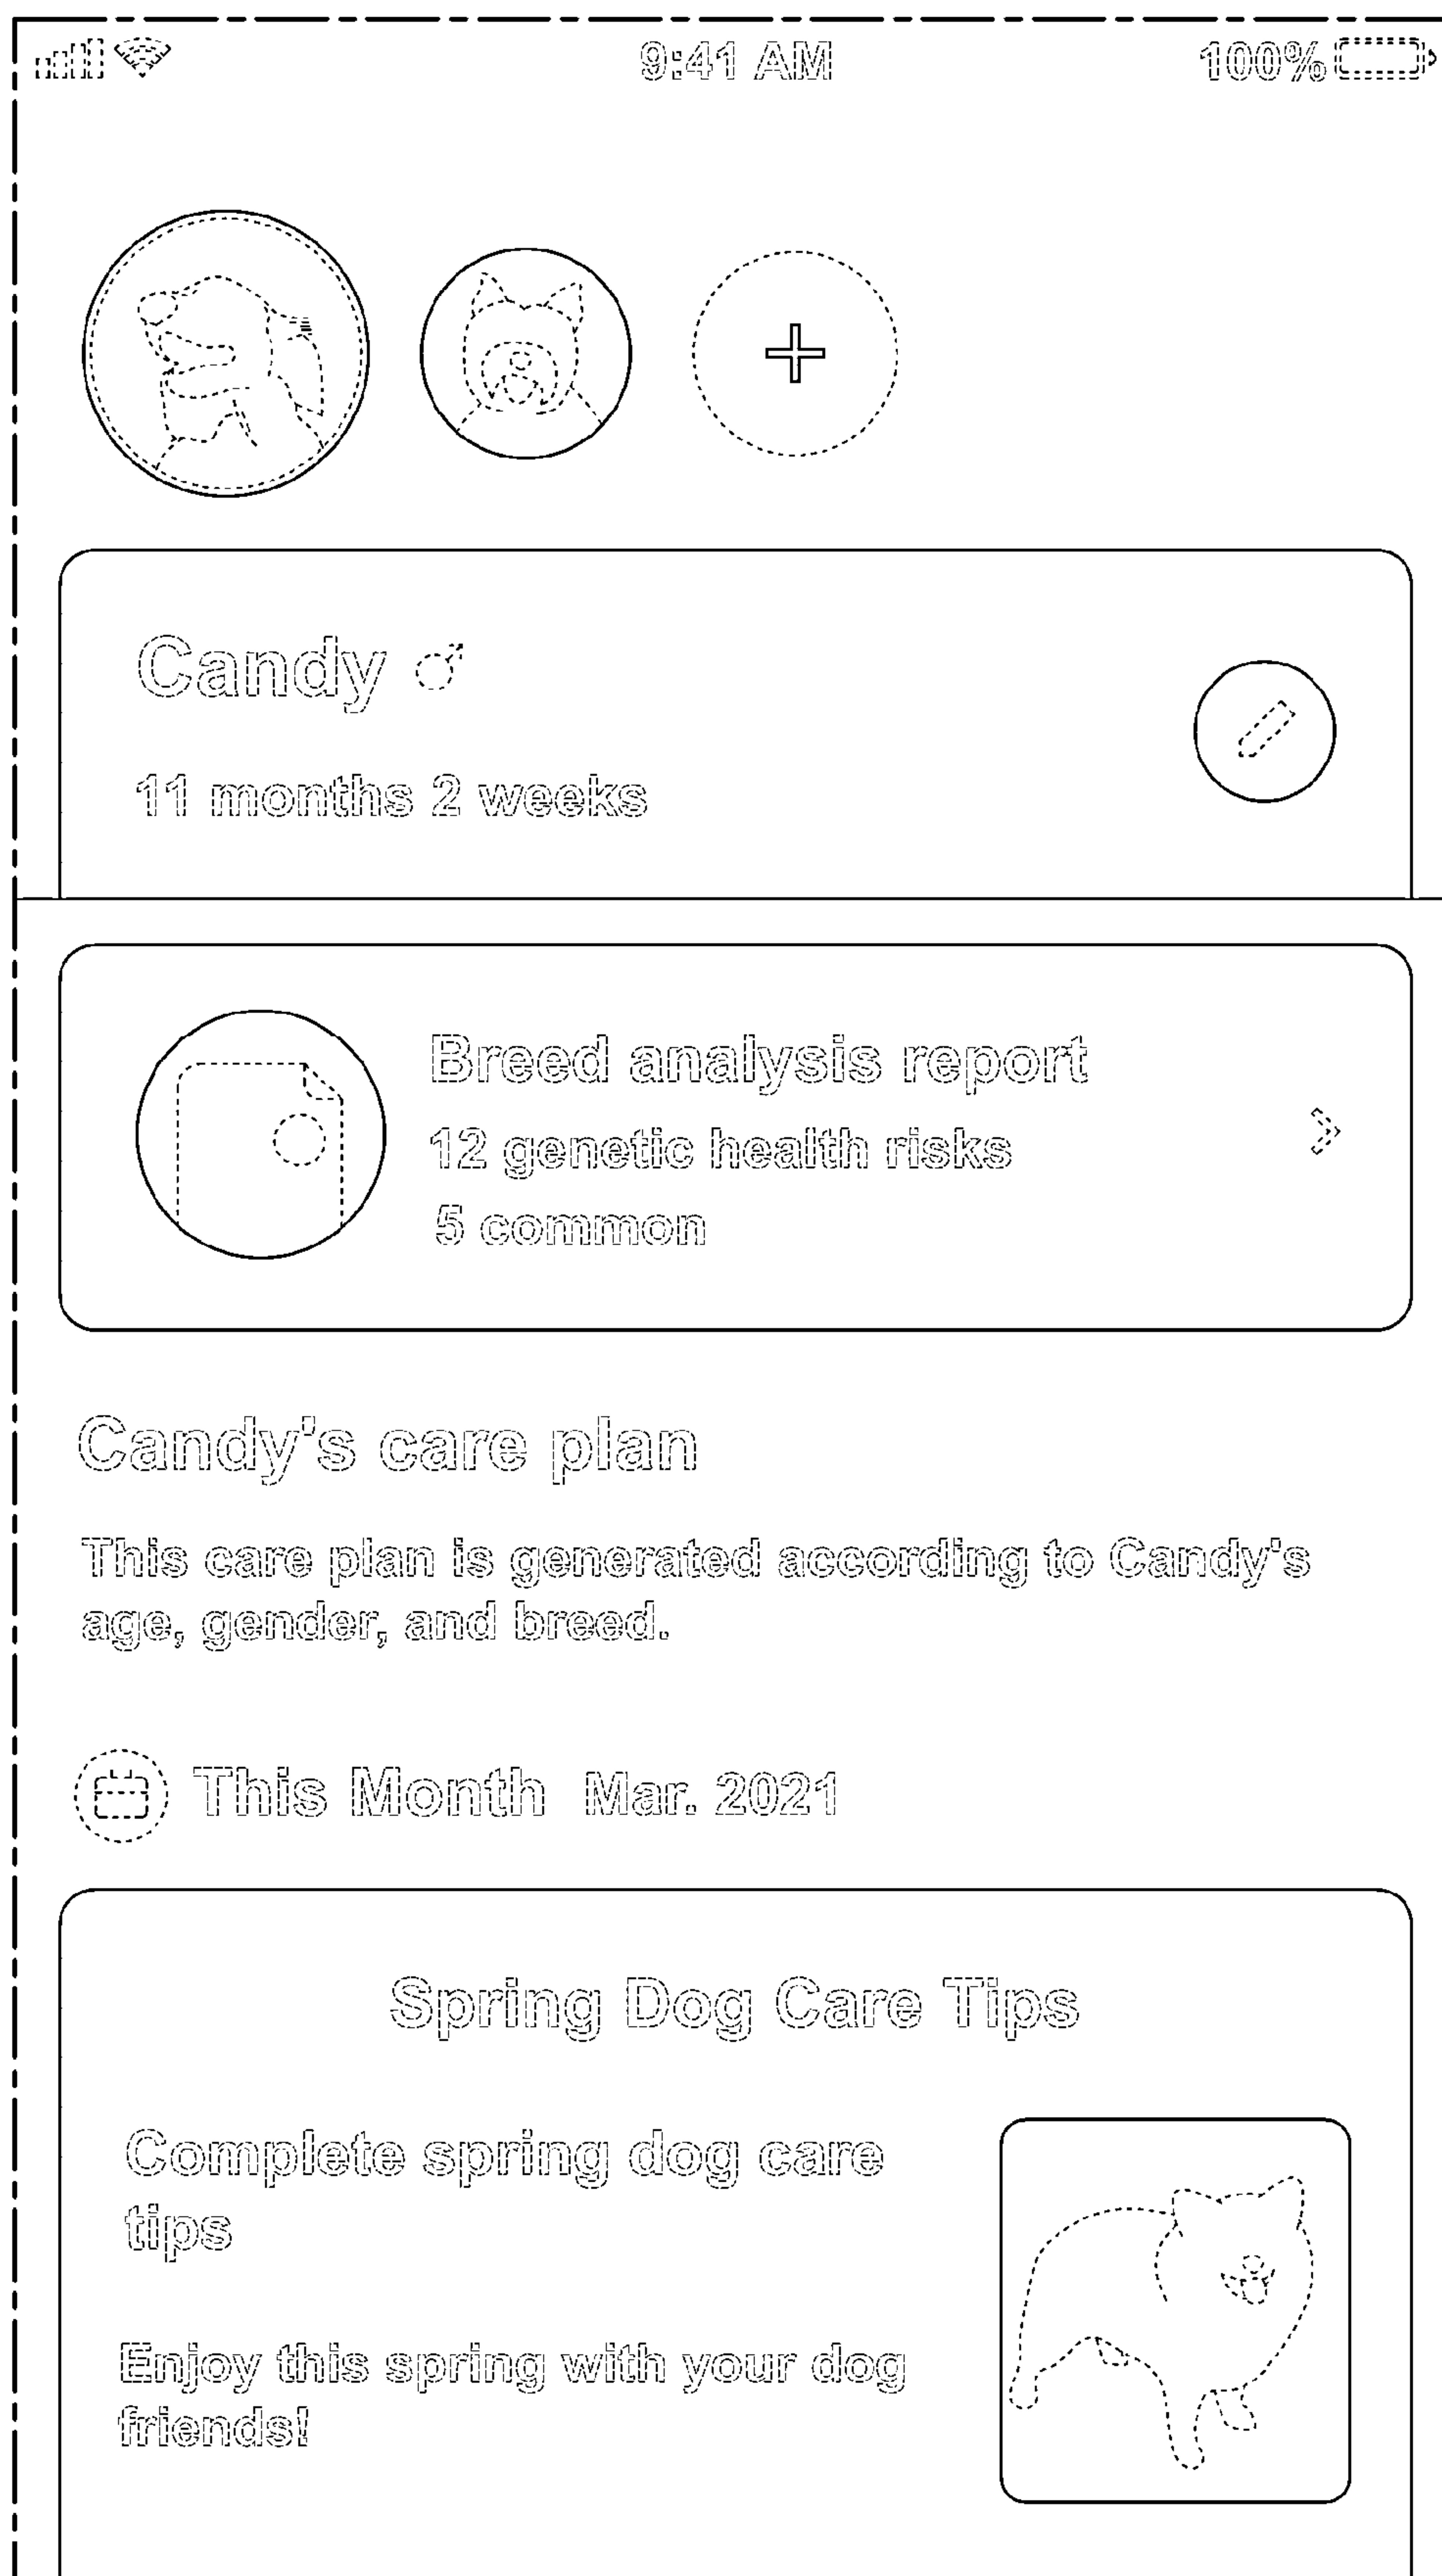 9:41 AM 100%
Candy ♂
11 months 2 weeks
Breed analysis report
12 genetic health risks
5 common
Candy's care plan
This care plan is generated according to Candy's
age, gender, and breed.
This Month Mar. 2021
Spring Dog Care Tips
Complete spring dog care
tips
Enjoy this spring with your dog
friends!